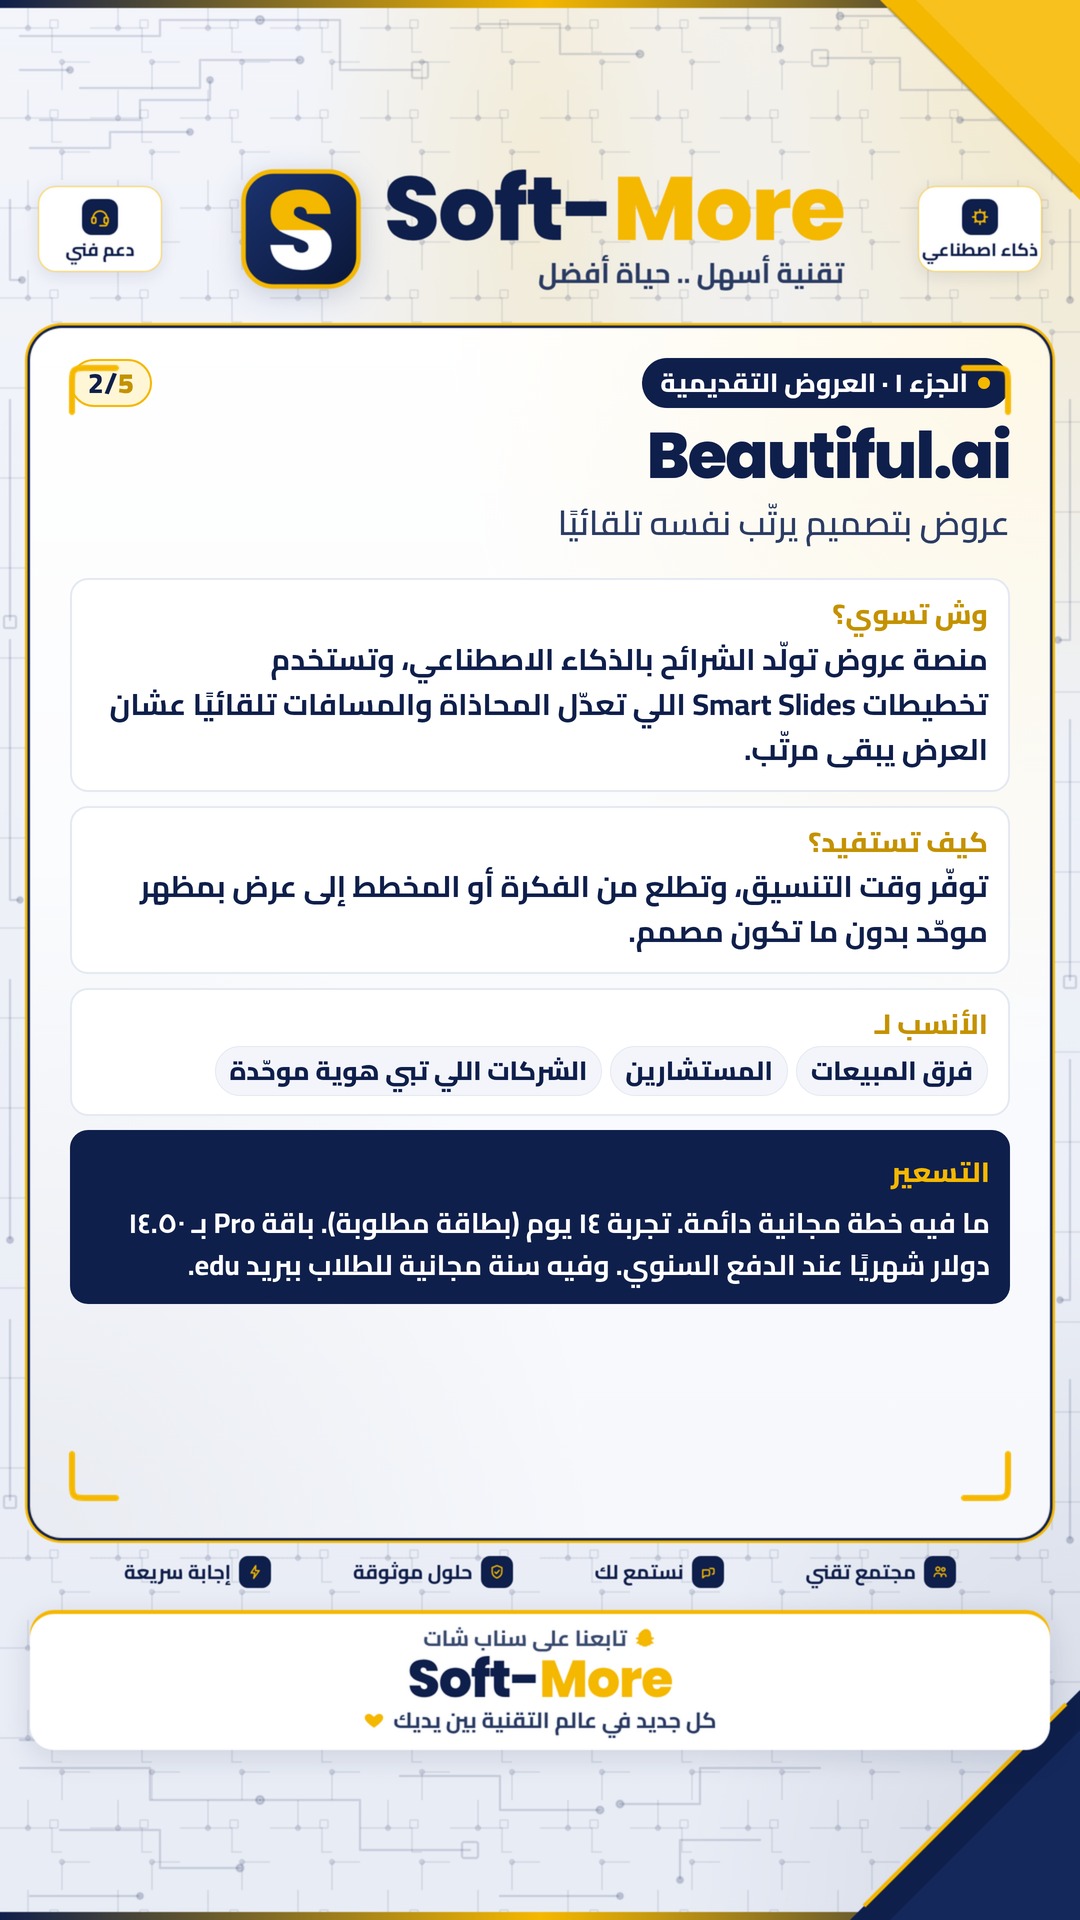 ذكاء اصطناعي
S Soft-More
تقنية أسهل .. حياة أفضل
دعم فني
الجزء ١ · العروض التقديمية
2/5
Beautiful.ai
عروض بتصميم يرتّب نفسه تلقائيًا
وش تسوي؟
منصة عروض تولّد الشرائح بالذكاء الاصطناعي، وتستخدم
تخطيطات Smart Slides اللي تعدّل المحاذاة والمسافات تلقائيًا عشان
العرض يبقى مرتّب.
كيف تستفيد؟
توفّر وقت التنسيق، وتطلع من الفكرة أو المخطط إلى عرض بمظهر
موحّد بدون ما تكون مصمم.
الأنسب لـ
فرق المبيعات المستشارين الشركات اللي تبي هوية موحّدة
التسعير
ما فيه خطة مجانية دائمة. تجربة ١٤ يوم (بطاقة مطلوبة). باقة Pro بـ ١٤.٥٠
دولار شهريًا عند الدفع السنوي. وفيه سنة مجانية للطلاب ببريد edu.
مجتمع تقني نستمع لك حلول موثوقة إجابة سريعة
تابعنا على سناب شات
Soft-More
كل جديد في عالم التقنية بين يديك